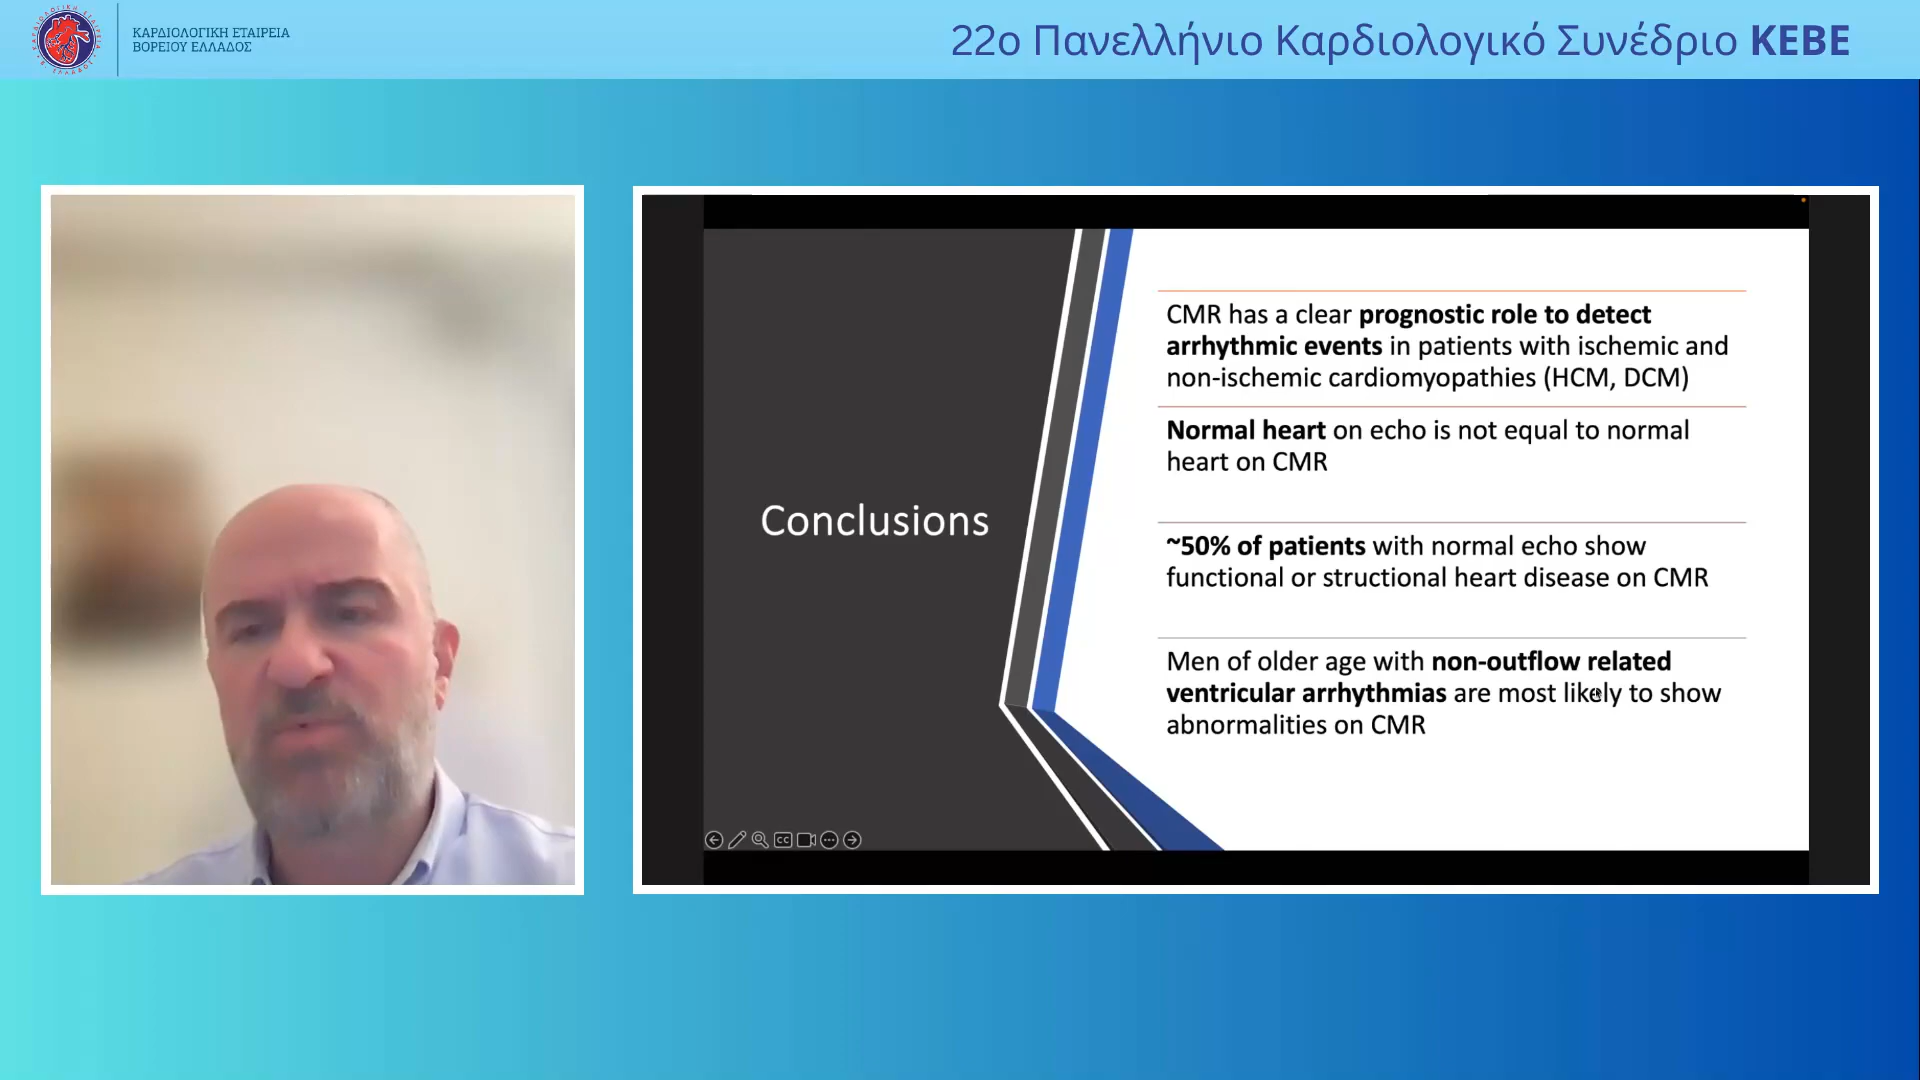 ΚΑΡΔΙΟΛΟΓΙΚΗ ΕΤΑΙΡΕΙΑ
ΒΟΡΕΙΟΥ ΕΛΛΑΔΟΣ
22ο Πανελλήνιο Καρδιολογικό Συνέδριο ΚΕΒΕ
Conclusions
CMR has a clear prognostic role to detect
arrhythmic events in patients with ischemic and
non-ischemic cardiomyopathies (HCM, DCM)
Normal heart on echo is not equal to normal
heart on CMR
~50% of patients with normal echo show
functional or structional heart disease on CMR
Men of older age with non-outflow related
ventricular arrhythmias are most likely to show
abnormalities on CMR
CC